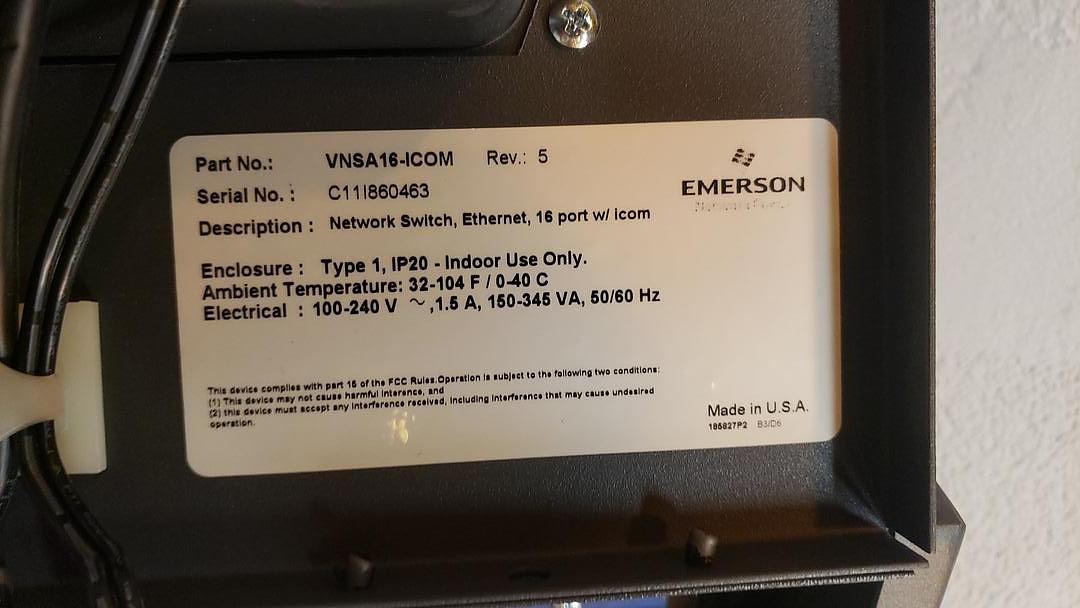 Part No.: VNSA16-ICOM Rev.: 5
EMERSON
Serial No. : C11I860463
Description : Network Switch, Ethernet, 16 port w/ icom
Enclosure : Type 1, IP20 - Indoor Use Only.
Ambient Temperature: 32-104 F / 0-40 C
Electrical : 100-240 V ~,1.5 A, 150-345 VA, 50/60 Hz
This device complies with part 15 of the FCC Rules.Operation is subject to the following two conditions:
(1) This device may not cause harmful interence, and
(2) this device must accept any interference received, including interference that may cause undesired
operation.
Made in U.S.A.
185827P2 B3/D6